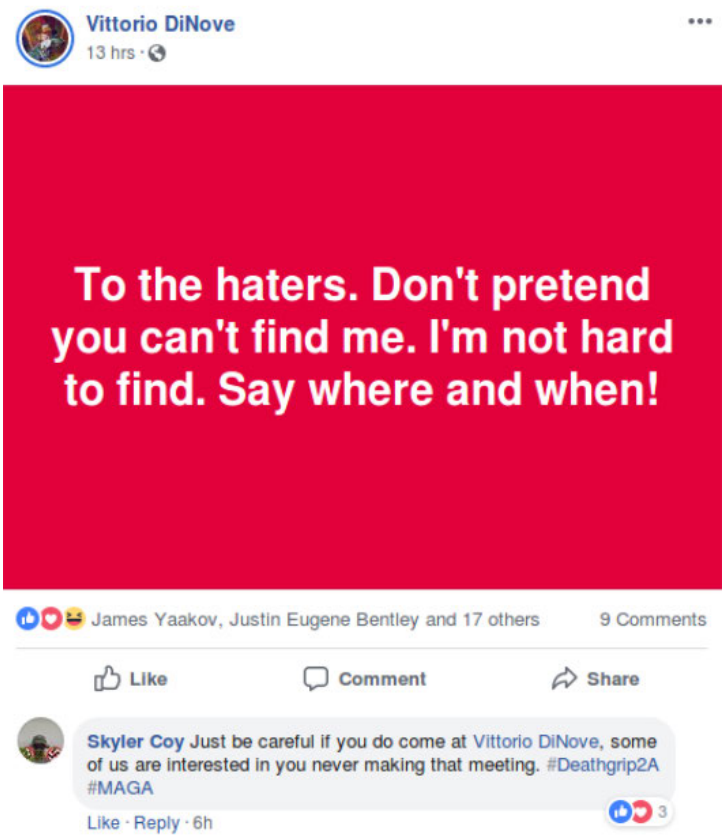 Vittorio DiNove
13 hrs ·
To the haters. Don't pretend
you can't find me. I'm not hard
to find. Say where and when!
James Yaakov, Justin Eugene Bentley and 17 others
9 Comments
Like
Comment
Share
Skyler Coy Just be careful if you do come at Vittorio DiNove, some
of us are interested in you never making that meeting. #Deathgrip2A
#MAGA
3
Like · Reply · 6h